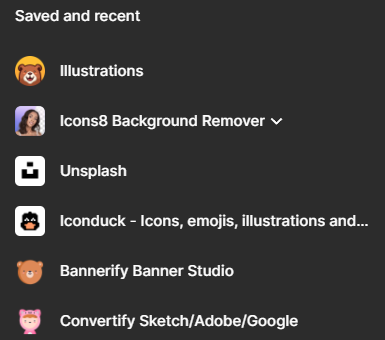 Saved and recent
Illustrations
Icons8 Background Remover
Unsplash
Iconduck - Icons, emojis, illustrations and...
Bannerify Banner Studio
Convertify Sketch/Adobe/Google